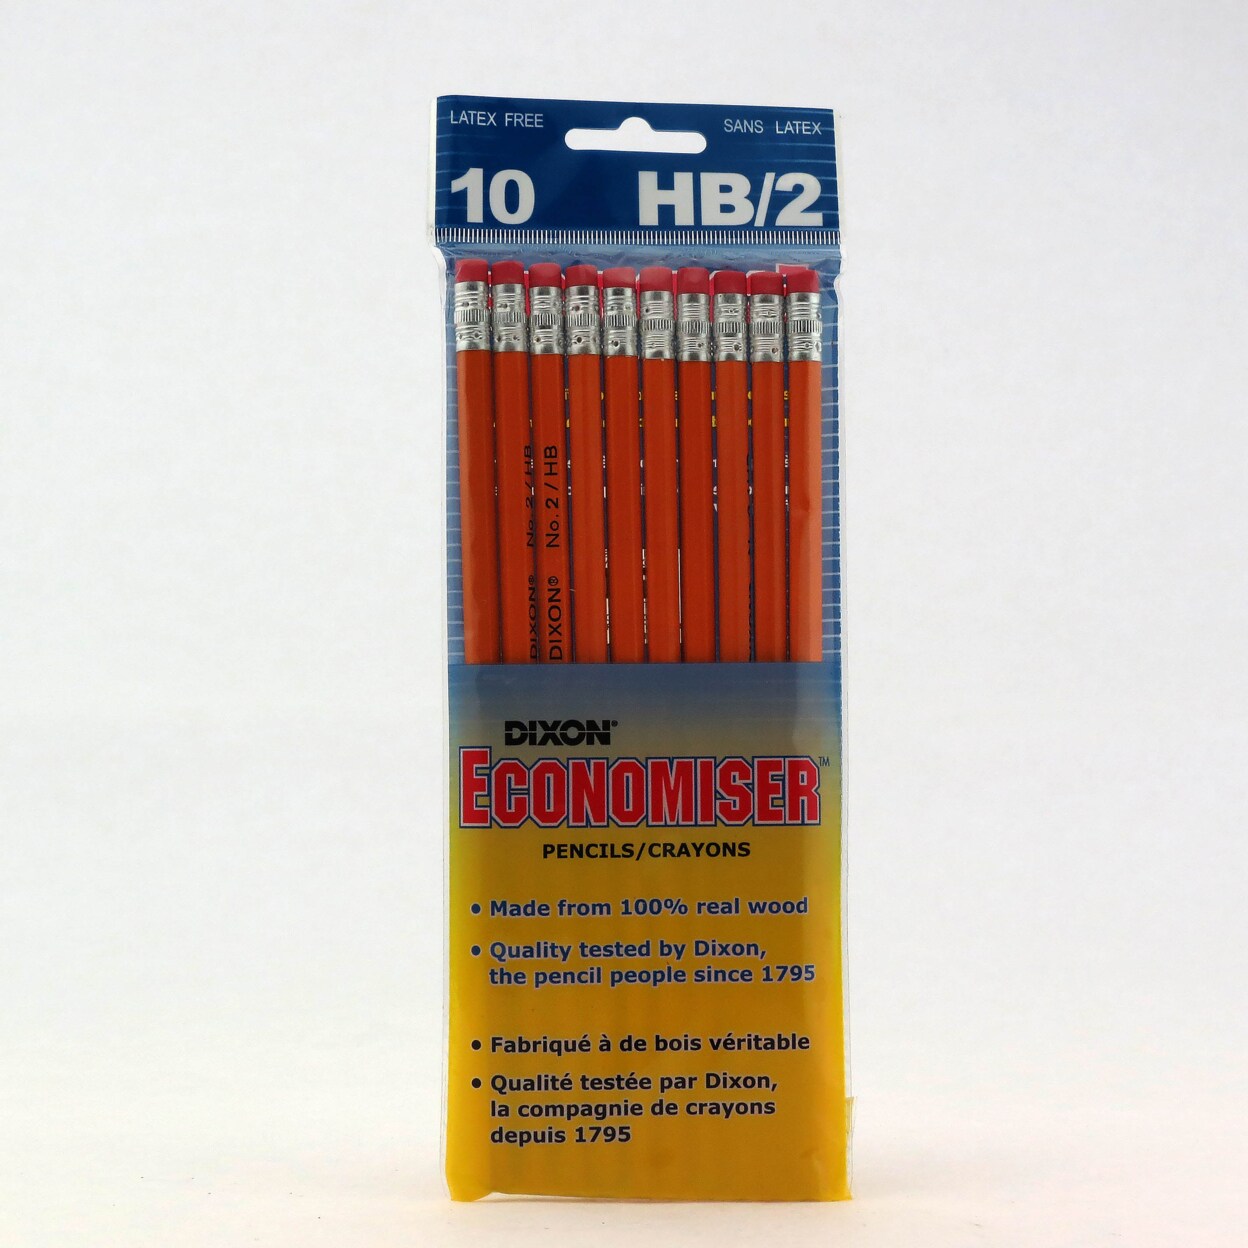 LATEX FREE
SANS LATEX
10
HB/2
DIXON® No. 2 / HB
DIXON® No. 2 / HB
DIXON®
ECONOMISER™
PENCILS/CRAYONS
• Made from 100% real wood
• Quality tested by Dixon,
the pencil people since 1795
• Fabriqué à de bois véritable
• Qualité testée par Dixon,
la compagnie de crayons
depuis 1795